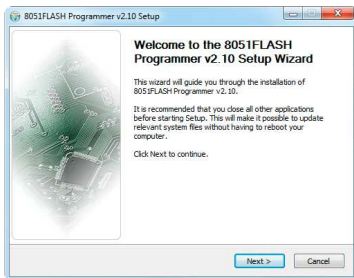 8051FLASH Programmer v2.10 Setup
Welcome to the 8051FLASH
Programmer v2.10 Setup Wizard
This wizard will guide you through the installation of
8051FLASH Programmer v2.10.
It is recommended that you close all other applications
before starting Setup. This will make it possible to update
relevant system files without having to reboot your
computer.
Click Next to continue.
Next >
Cancel